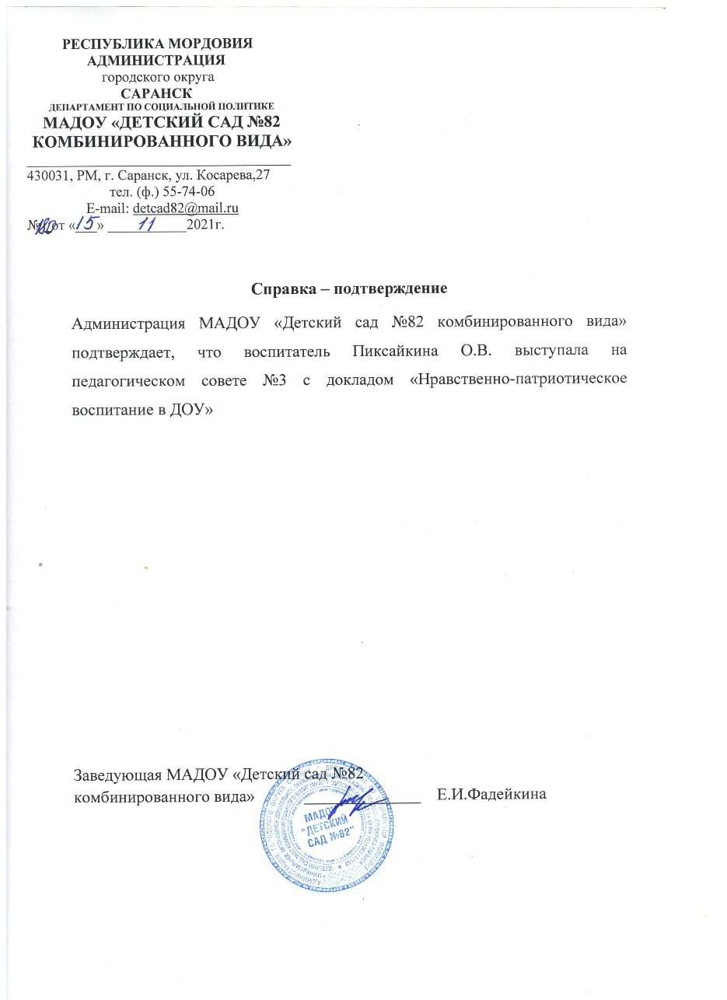 РЕСПУБЛИКА МОРДОВИЯ
АДМИНИСТРАЦИЯ
городского округа
САРАНСК
ДЕПАРТАМЕНТ ПО СОЦИАЛЬНОЙ ПОЛИТИКЕ
МАДОУ «ДЕТСКИЙ САД №82
КОМБИНИРОВАННОГО ВИДА»
430031, РМ, г. Саранск, ул. Косарева,27
тел. (ф.) 55-74-06
E-mail: detcad82@mail.ru
№ от «15» 11 2021г.
Справка – подтверждение
Администрация МАДОУ «Детский сад №82 комбинированного вида»
подтверждает, что воспитатель Пиксайкина О.В. выступала на
педагогическом совете №3 с докладом «Нравственно-патриотическое
воспитание в ДОУ»
Заведующая МАДОУ «Детский сад №82
комбинированного вида» Е.И.Фадейкина
МАДОУ
"ДЕТСКИЙ
САД №82"